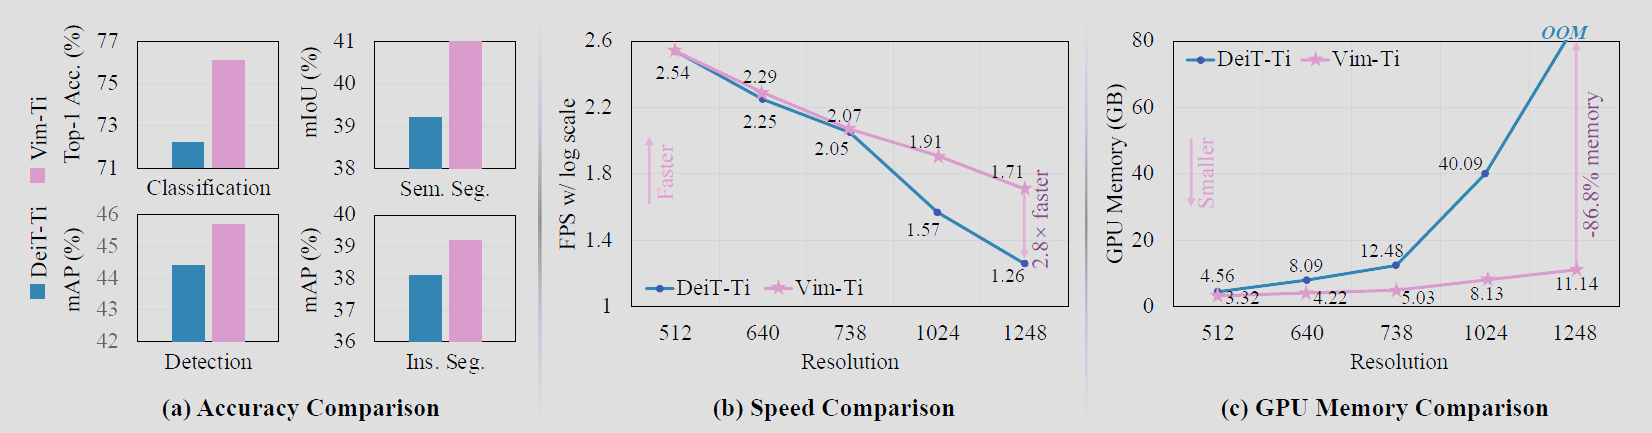 DeiT-Ti Vim-Ti
Top-1 Acc. (%)
77
75
73
71
Classification
mIoU (%)
41
40
39
38
Sem. Seg.
mAP (%)
46
45
44
43
42
Detection
mAP (%)
40
39
38
37
36
Ins. Seg.
(a) Accuracy Comparison
FPS w/ log scale
2.6
2.2
1.8
1.4
1
Faster
2.54
2.29
2.25
2.07
2.05
1.91
1.57
1.71
1.26
2.8× faster
DeiT-Ti Vim-Ti
512 640 738 1024 1248
Resolution
(b) Speed Comparison
GPU Memory (GB)
80
60
40
20
0
DeiT-Ti Vim-Ti
OOM
Smaller
-86.8% memory
40.09
4.56 8.09 12.48
3.32 4.22 5.03 8.13 11.14
512 640 738 1024 1248
Resolution
(c) GPU Memory Comparison